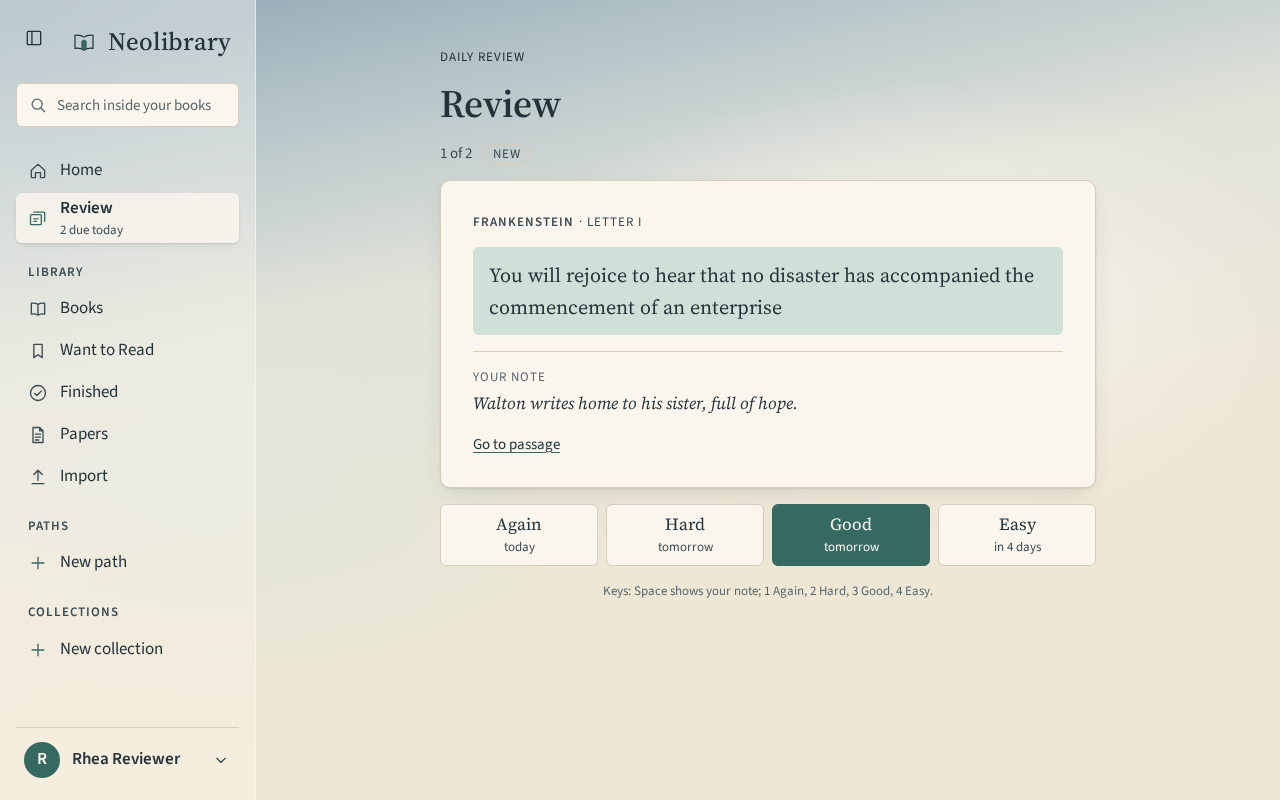 Neolibrary
Search inside your books
Home
Review
2 due today
LIBRARY
Books
Want to Read
Finished
Papers
Import
PATHS
New path
COLLECTIONS
New collection
R
Rhea Reviewer
DAILY REVIEW
Review
1 of 2 NEW
FRANKENSTEIN · LETTER I
You will rejoice to hear that no disaster has accompanied the
commencement of an enterprise
YOUR NOTE
Walton writes home to his sister, full of hope.
Go to passage
Again
today
Hard
tomorrow
Good
tomorrow
Easy
in 4 days
Keys: Space shows your note; 1 Again, 2 Hard, 3 Good, 4 Easy.